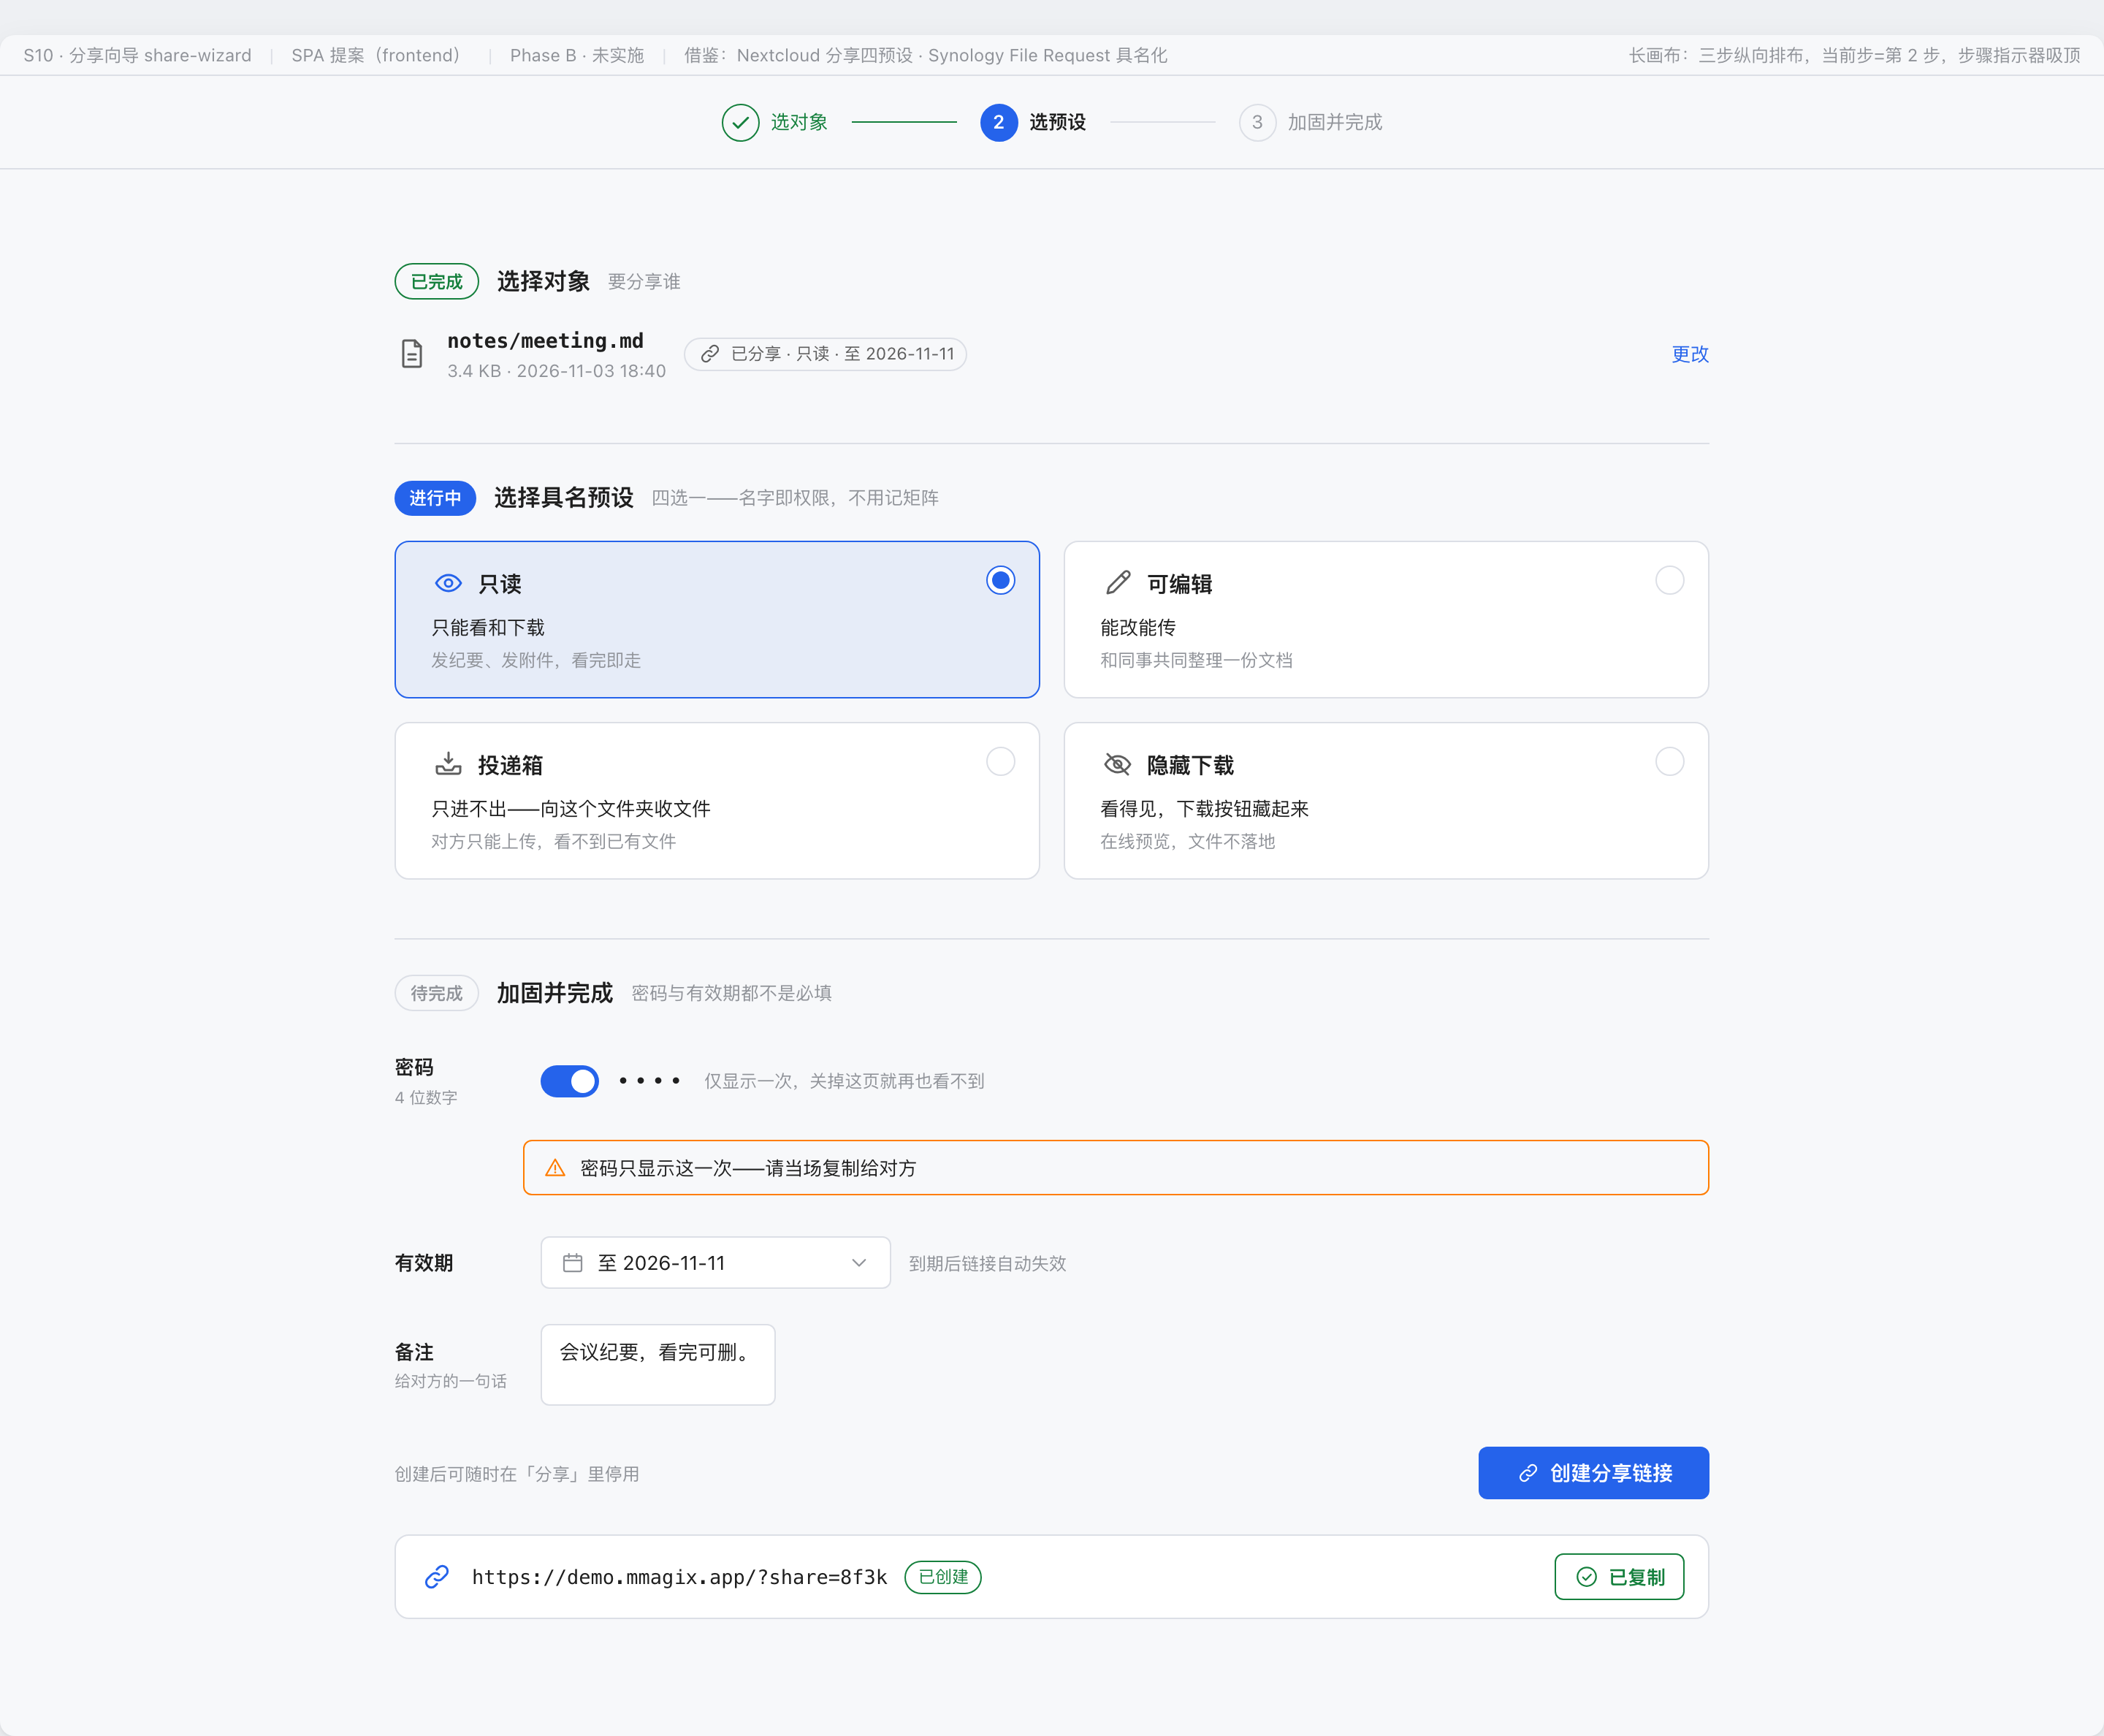 S10 · 分享向导 share-wizard | SPA 提案（frontend） | Phase B · 未实施 | 借鉴：Nextcloud 分享四预设 · Synology File Request 具名化
长画布：三步纵向排布，当前步=第 2 步，步骤指示器吸顶
选对象
2 选预设
3 加固并完成
已完成 选择对象 要分享谁
notes/meeting.md
3.4 KB · 2026-11-03 18:40
已分享 · 只读 · 至 2026-11-11
更改
进行中 选择具名预设 四选一——名字即权限，不用记矩阵
只读
只能看和下载
发纪要、发附件，看完即走
可编辑
能改能传
和同事共同整理一份文档
投递箱
只进不出——向这个文件夹收文件
对方只能上传，看不到已有文件
隐藏下载
看得见，下载按钮藏起来
在线预览，文件不落地
待完成 加固并完成 密码与有效期都不是必填
密码
4 位数字
•••• 仅显示一次，关掉这页就再也看不到
密码只显示这一次——请当场复制给对方
有效期
至 2026-11-11
到期后链接自动失效
备注
给对方的一句话
会议纪要，看完可删。
创建后可随时在「分享」里停用
创建分享链接
https://demo.mmagix.app/?share=8f3k 已创建
已复制